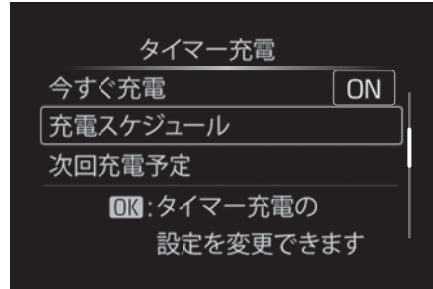 タイマー充電
今すぐ充電 ON
充電スケジュール
次回充電予定
OK:タイマー充電の
設定を変更できます